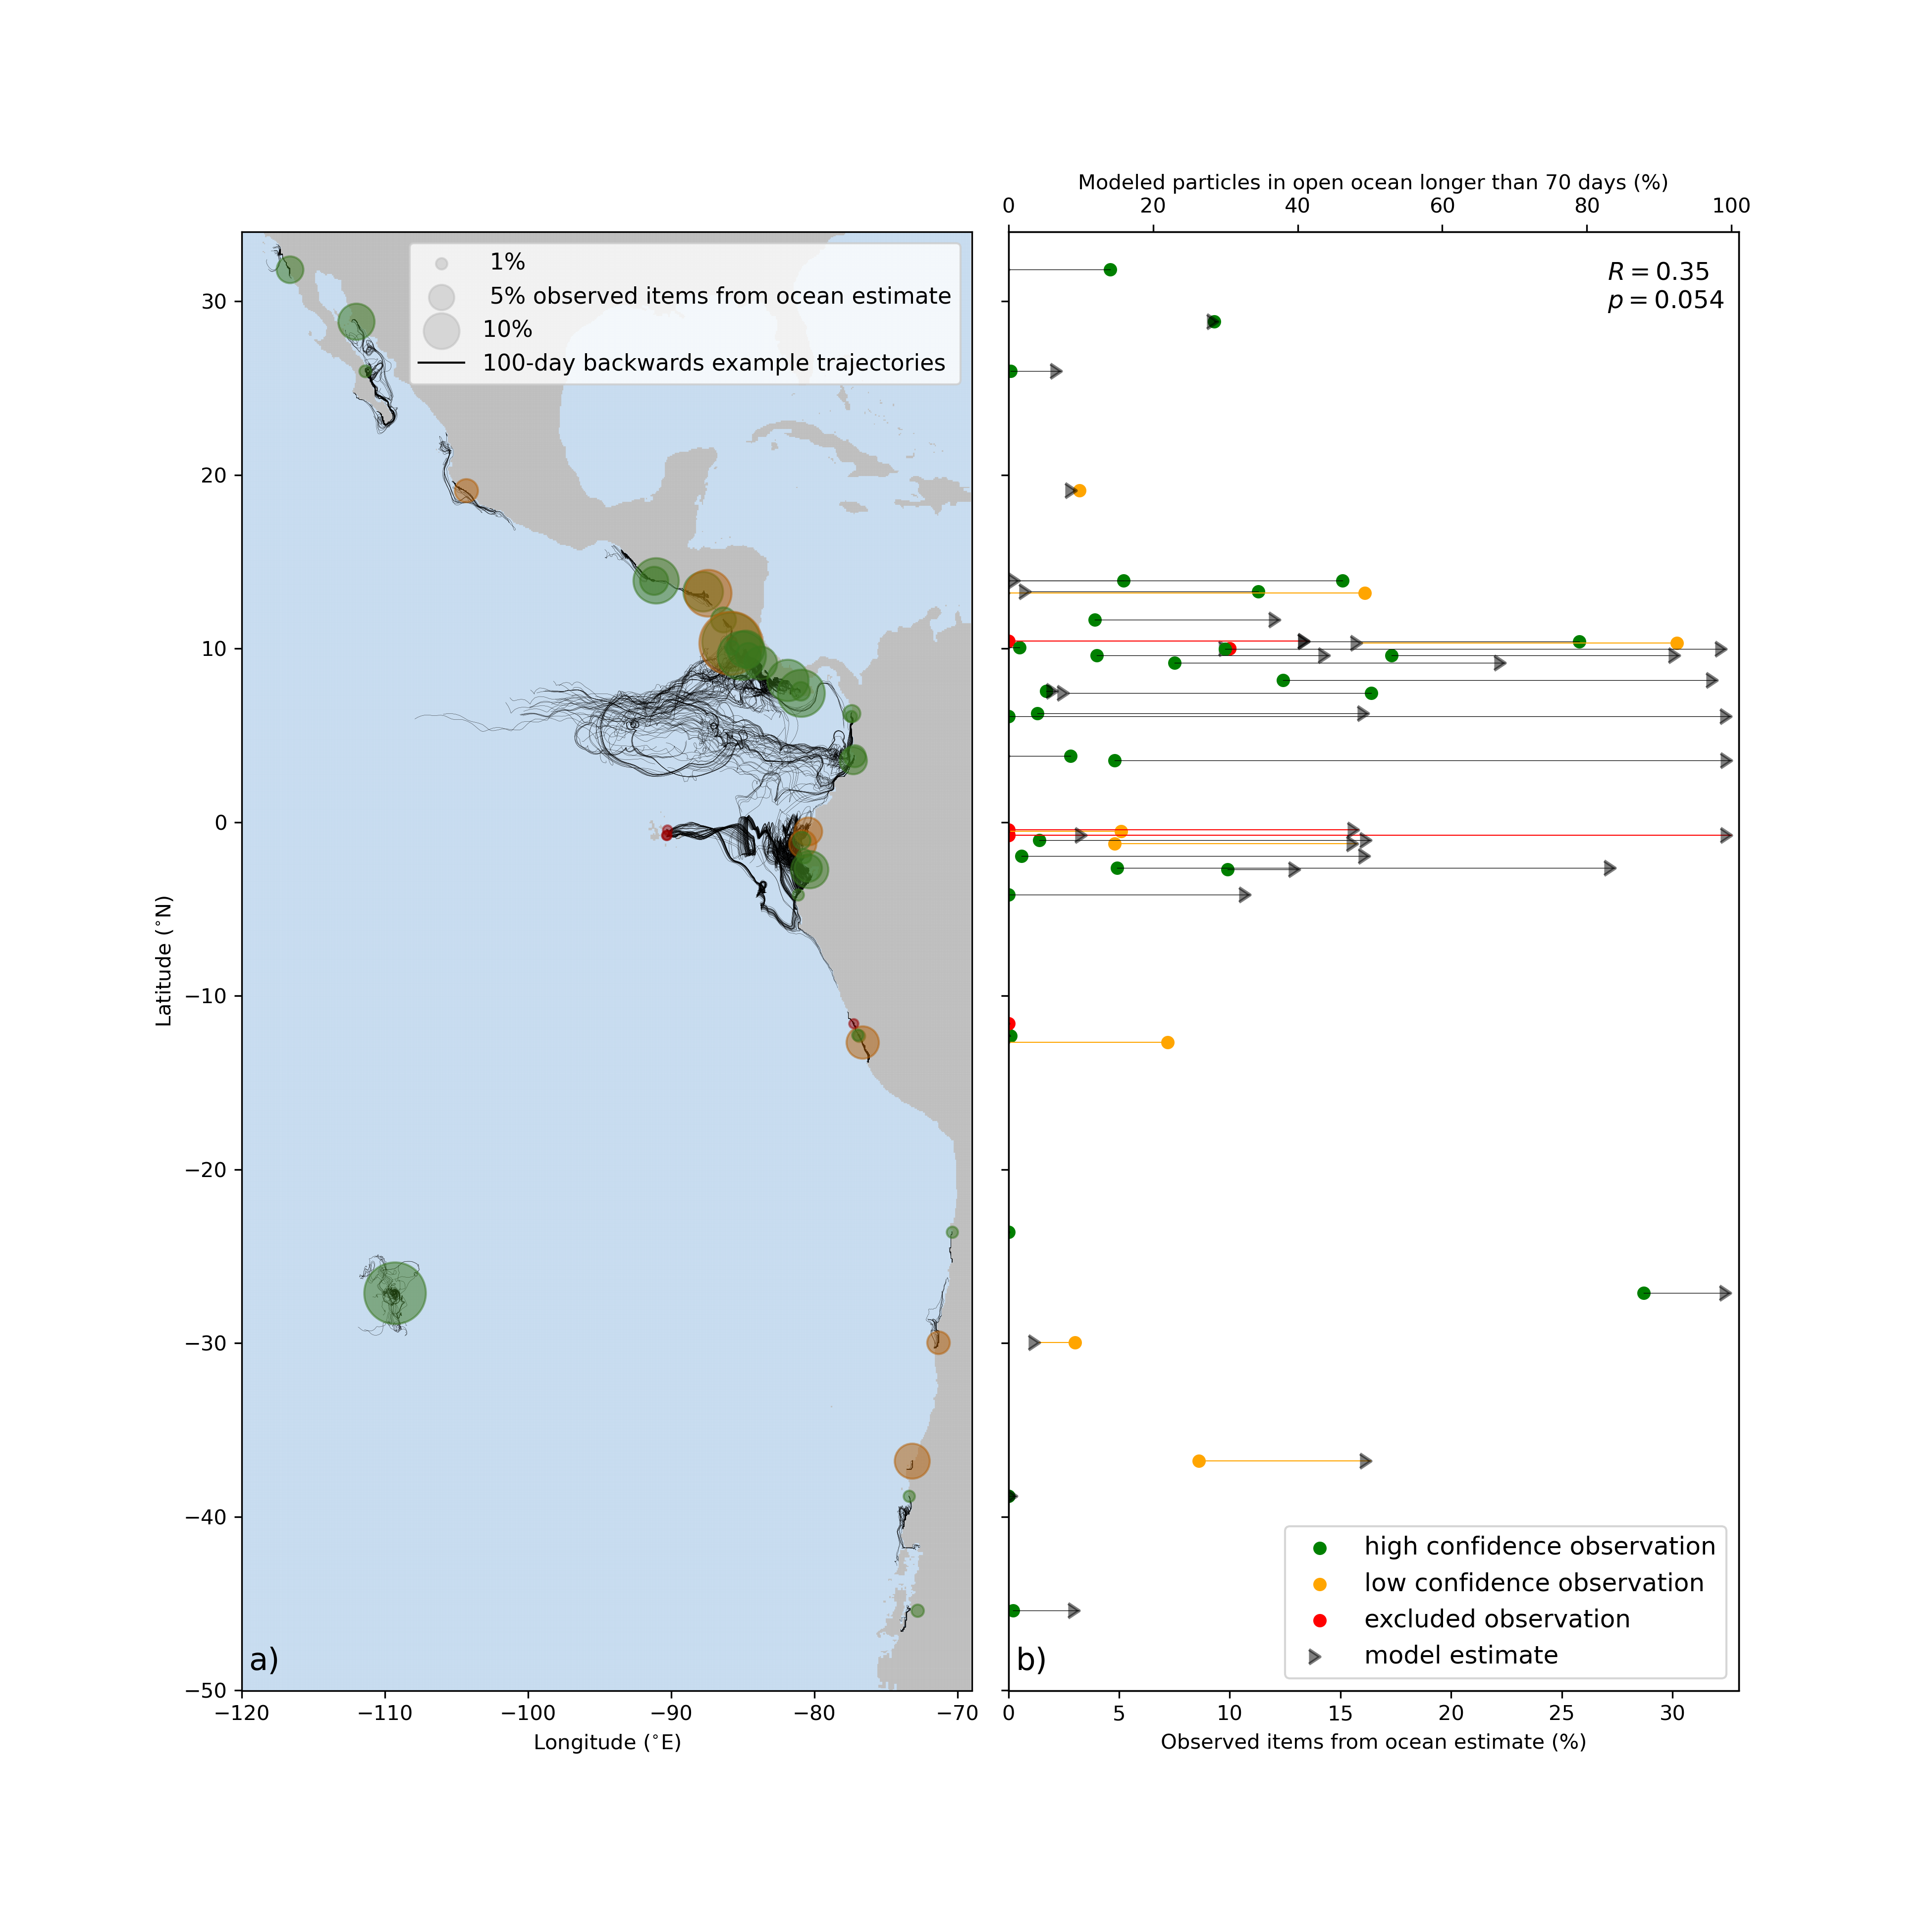 Modeled particles in open ocean longer than 70 days (%)
0 20 40 60 80 100
1%
5% observed items from ocean estimate
10%
100-day backwards example trajectories
R = 0.35
p = 0.054
30
20
10
0
−10
−20
−30
−40
−50
Latitude (°N)
a)
−120 −110 −100 −90 −80 −70
Longitude (°E)
high confidence observation
low confidence observation
excluded observation
model estimate
b)
0 5 10 15 20 25 30
Observed items from ocean estimate (%)